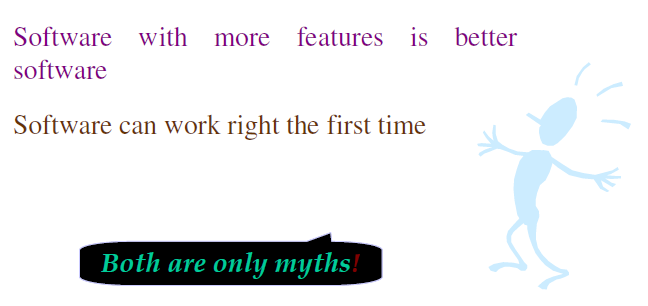 Software with more features is better
software
Software can work right the first time
Both are only myths!